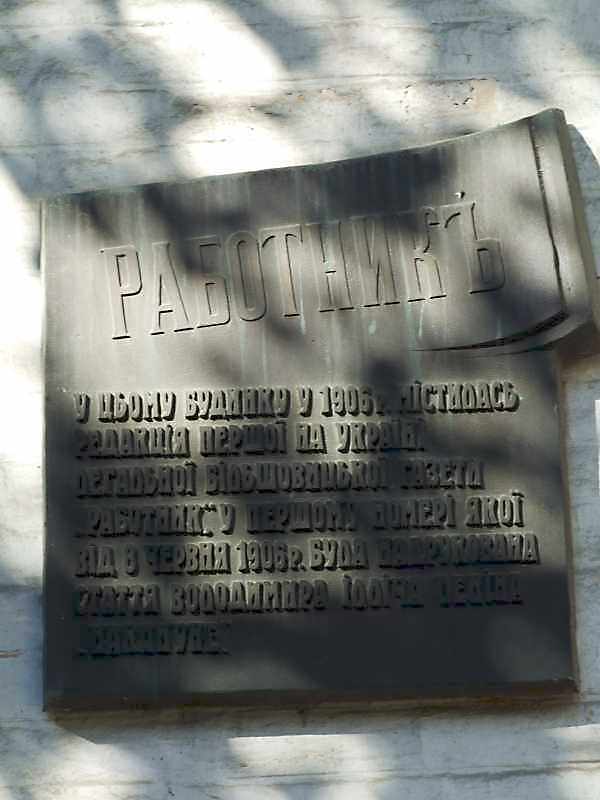 РАБОТНИКЪ
У ЦЬОМУ БУДИНКУ У 1906 р. МІСТИЛАСЬ
РЕДАКЦІЯ ПЕРШОЇ НА УКРАЇНІ
ЛЕГАЛЬНОЇ БІЛЬШОВИЦЬКОЇ ГАЗЕТИ
„РАБОТНИК." У ПЕРШОМУ НОМЕРІ ЯКОЇ
ВІД 8 ЧЕРВНЯ 1906 р. БУЛА НАДРУКОВАНА
СТАТТЯ ВОЛОДИМИРА ІЛЛІЧА ЛЕНІНА